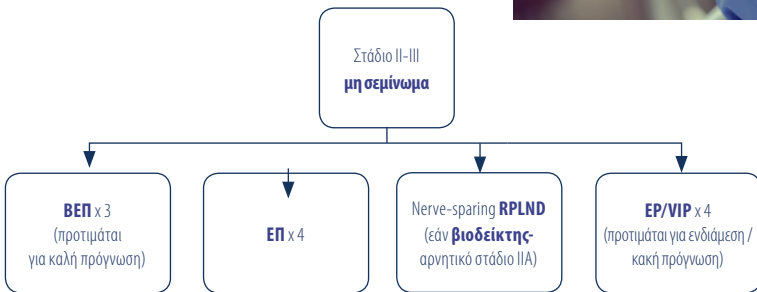 Στάδιο II-III
μη σεμίνωμα
ΒΕΠ x 3
(προτιμάται
για καλή πρόγνωση)
ΕΠ x 4
Nerve-sparing RPLND
(εάν βιοδείκτης-
αρνητικό στάδιο IIA)
EP/VIP x 4
(προτιμάται για ενδιάμεση /
κακή πρόγνωση)